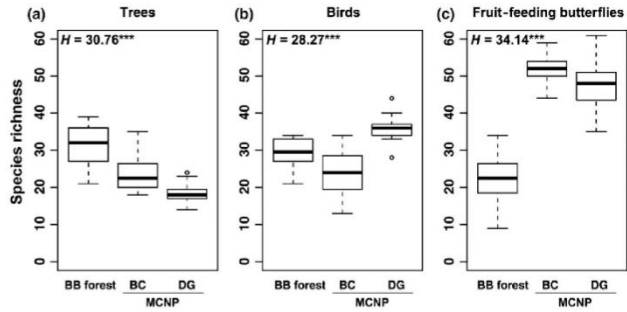 (a) Trees
(b) Birds
(c) Fruit-feeding butterflies
Species richness
H = 30.76***
60
50
40
30
20
10
0
BB forest BC DG
MCNP
H = 28.27***
60
50
40
30
20
10
0
BB forest BC DG
MCNP
H = 34.14***
60
50
40
30
20
10
0
BB forest BC DG
MCNP